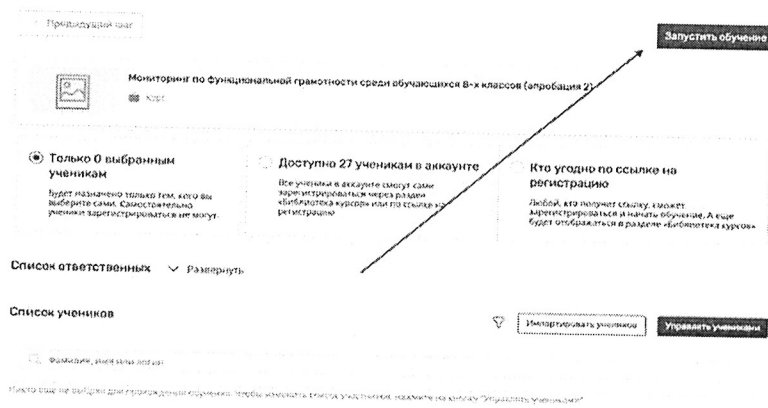 Предыдущий шаг
Запустить обучение
Мониторинг по функциональной грамотности среди обучающихся 8-х классов (апробация 2)
Курс
Только 0 выбранным
ученикам
Будет назначено только тем, кого вы
выберите сами. Самостоятельно
ученики зарегистрироваться не могут.
Доступно 27 ученикам в аккаунте
Все ученики в аккаунте смогут сами
зарегистрироваться через раздел
«Библиотека курсов» или по ссылке на
регистрацию
Кто угодно по ссылке на
регистрацию
Любой, кто получит ссылку, сможет
зарегистрироваться и начать обучение. А еще
будет отображаться в разделе «Библиотека курсов»
Список ответственных Развернуть
Список учеников
Импортировать учеников
Управлять учениками
Фамилия, имя или логин
Никто еще не выбран для прохождения обучения. Чтобы изменить список участников, нажмите на кнопку "Управлять учениками"